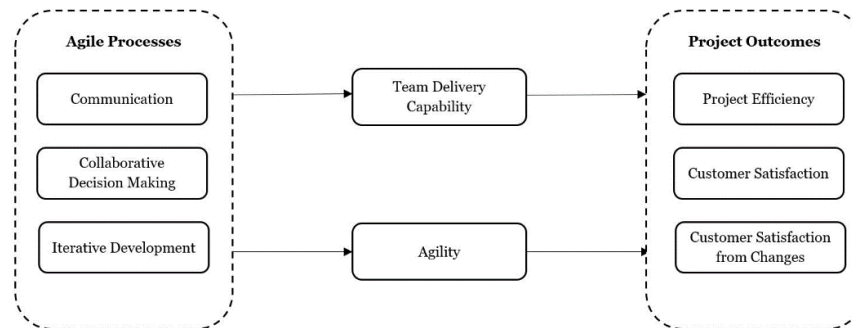 Agile Processes
Communication
Collaborative
Decision Making
Iterative Development
Team Delivery
Capability
Agility
Project Outcomes
Project Efficiency
Customer Satisfaction
Customer Satisfaction
from Changes